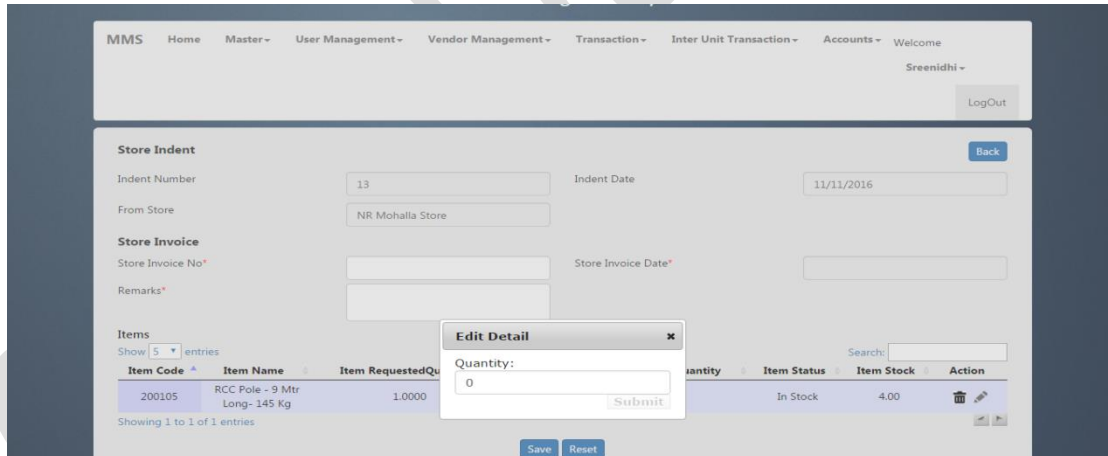 MMS Home Master User Management Vendor Management Transaction Inter Unit Transaction Accounts Welcome
Sreenidhi
LogOut
Store Indent Back
Indent Number 13 Indent Date 11/11/2016
From Store NR Mohalla Store
Store Invoice
Store Invoice No* Store Invoice Date*
Remarks*
Items
Show 5 entries Search:
Item Code Item Name Item RequestedQu uantity Item Status Item Stock Action
200105 RCC Pole - 9 Mtr Long- 145 Kg 1.0000 In Stock 4.00
Showing 1 to 1 of 1 entries
Save Reset
Edit Detail ×
Quantity:
0
Submit